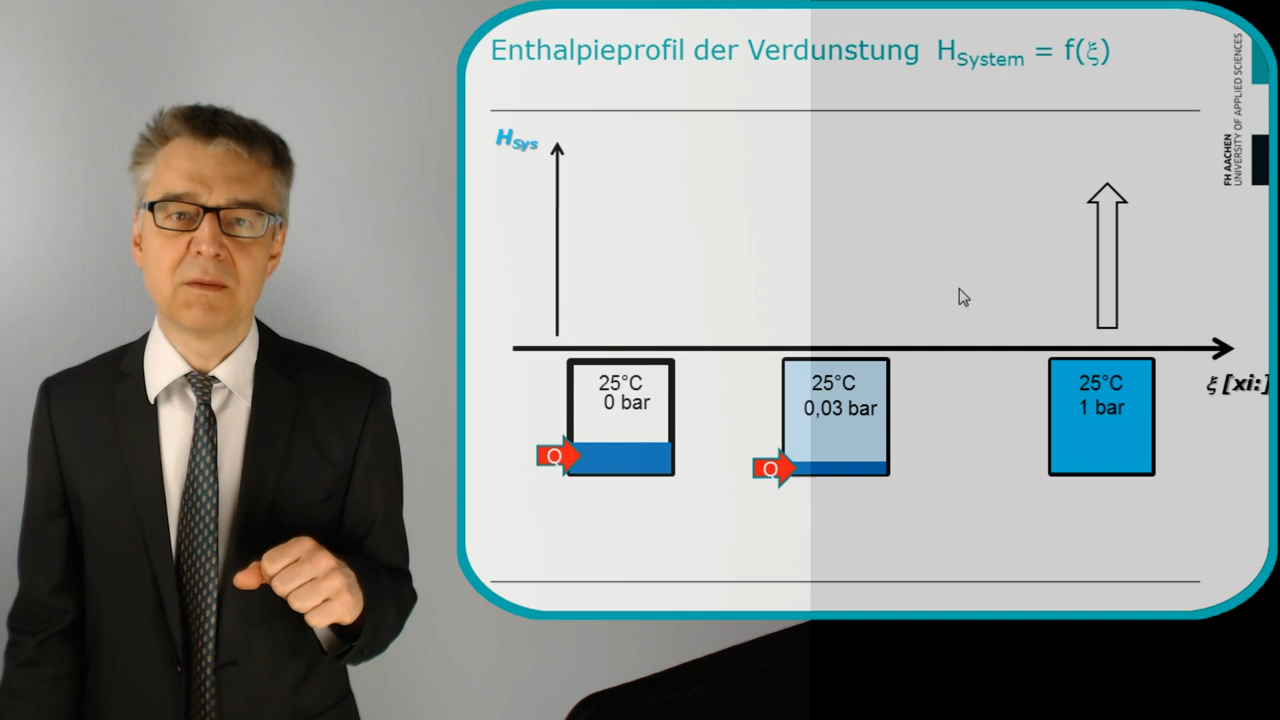 Enthalpieprofil der Verdunstung H_System = f(ξ)
FH AACHEN
UNIVERSITY OF APPLIED SCIENCES
H_Sys
25°C
0 bar
Q
25°C
0,03 bar
Q
25°C
1 bar
ξ [xi:]